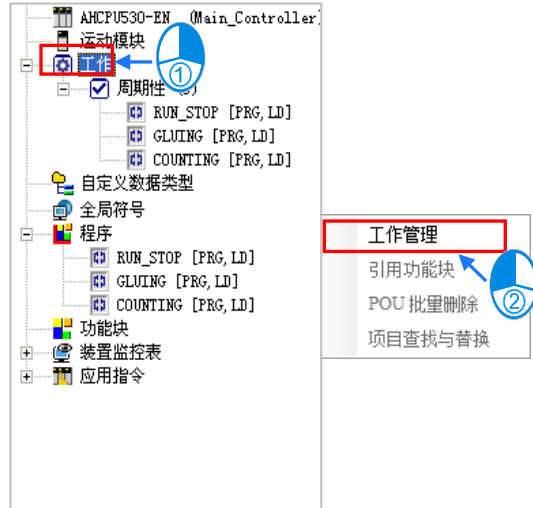 AHCPU530-EN (Main_Controller)
运动模块
工作
①
周期性
RUN_STOP [PRG, LD]
GLUING [PRG, LD]
COUNTING [PRG, LD]
自定义数据类型
全局符号
程序
RUN_STOP [PRG, LD]
GLUING [PRG, LD]
COUNTING [PRG, LD]
功能块
装置监控表
应用指令
工作管理
引用功能块
②
POU 批量删除
项目查找与替换